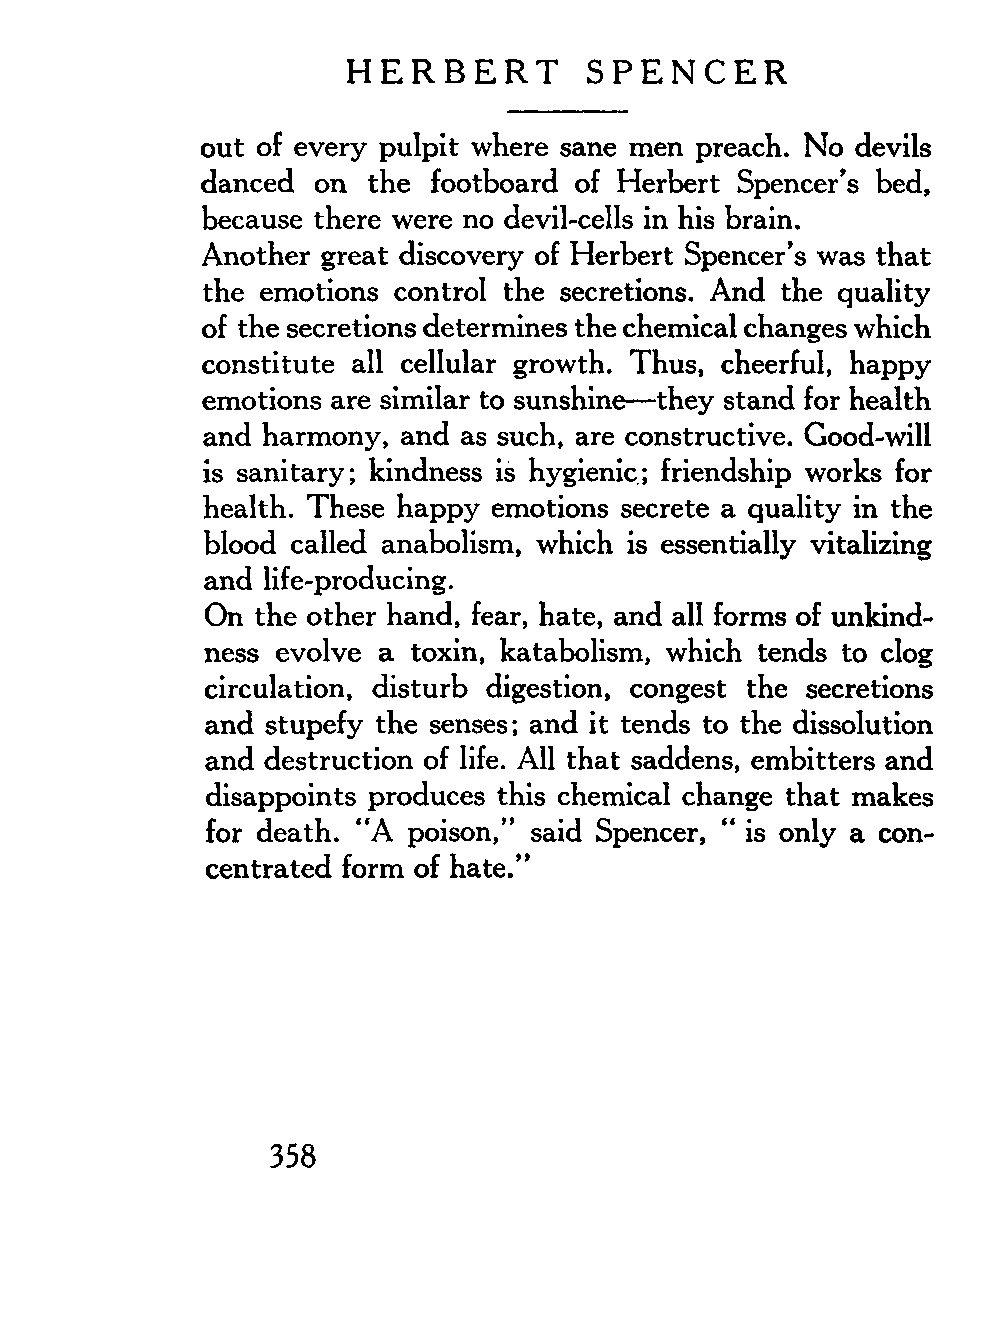 HERBERT SPENCER
out of every pulpit where sane men preach. No devils
danced on the footboard of Herbert Spencer's bed,
because there were no devil-cells in his brain.
Another great discovery of Herbert Spencer's was that
the emotions control the secretions. And the quality
of the secretions determines the chemical changes which
constitute all cellular growth. Thus, cheerful, happy
emotions are similar to sunshine—they stand for health
and harmony, and as such, are constructive. Good-will
is sanitary; kindness is hygienic; friendship works for
health. These happy emotions secrete a quality in the
blood called anabolism, which is essentially vitalizing
and life-producing.
On the other hand, fear, hate, and all forms of unkind-
ness evolve a toxin, katabolism, which tends to clog
circulation, disturb digestion, congest the secretions
and stupefy the senses; and it tends to the dissolution
and destruction of life. All that saddens, embitters and
disappoints produces this chemical change that makes
for death. "A poison," said Spencer, " is only a con-
centrated form of hate."
358